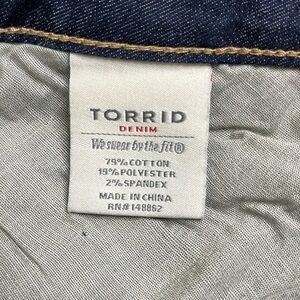 TORRID
DENIM
We swear by the fit®
79% COTTON
19% POLYESTER
2% SPANDEX
MADE IN CHINA
RN# 148862